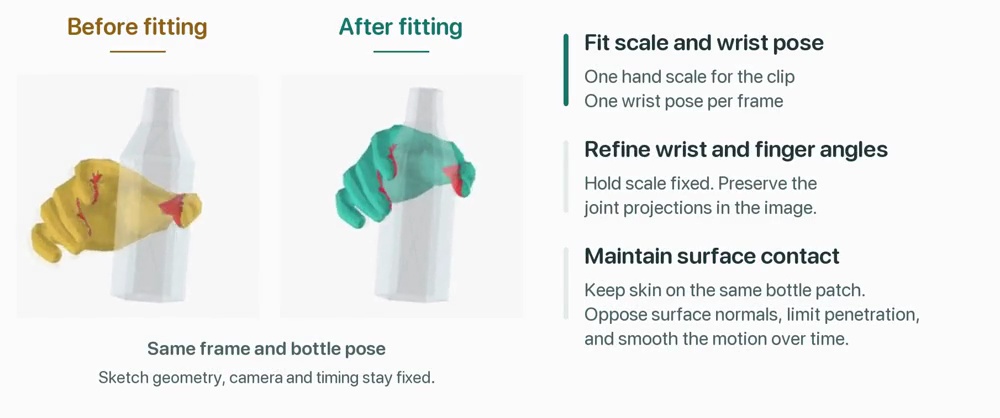 Before fitting
After fitting
Same frame and bottle pose
Sketch geometry, camera and timing stay fixed.
Fit scale and wrist pose
One hand scale for the clip
One wrist pose per frame
Refine wrist and finger angles
Hold scale fixed. Preserve the
joint projections in the image.
Maintain surface contact
Keep skin on the same bottle patch.
Oppose surface normals, limit penetration,
and smooth the motion over time.